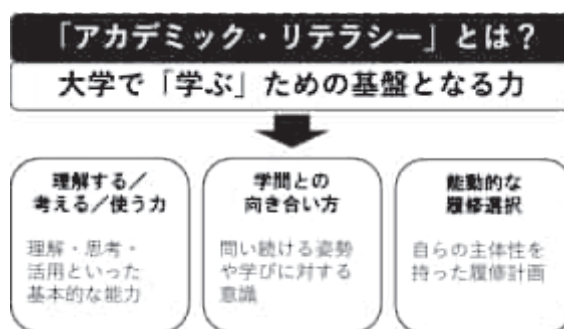 「アカデミック・リテラシー」とは？
大学で「学ぶ」ための基盤となる力
理解する／
考える／使う力
理解・思考・
活用といった
基本的な能力
学問との
向き合い方
問い続ける姿勢
や学びに対する
意識
能動的な
履修選択
自らの主体性を
持った履修計画